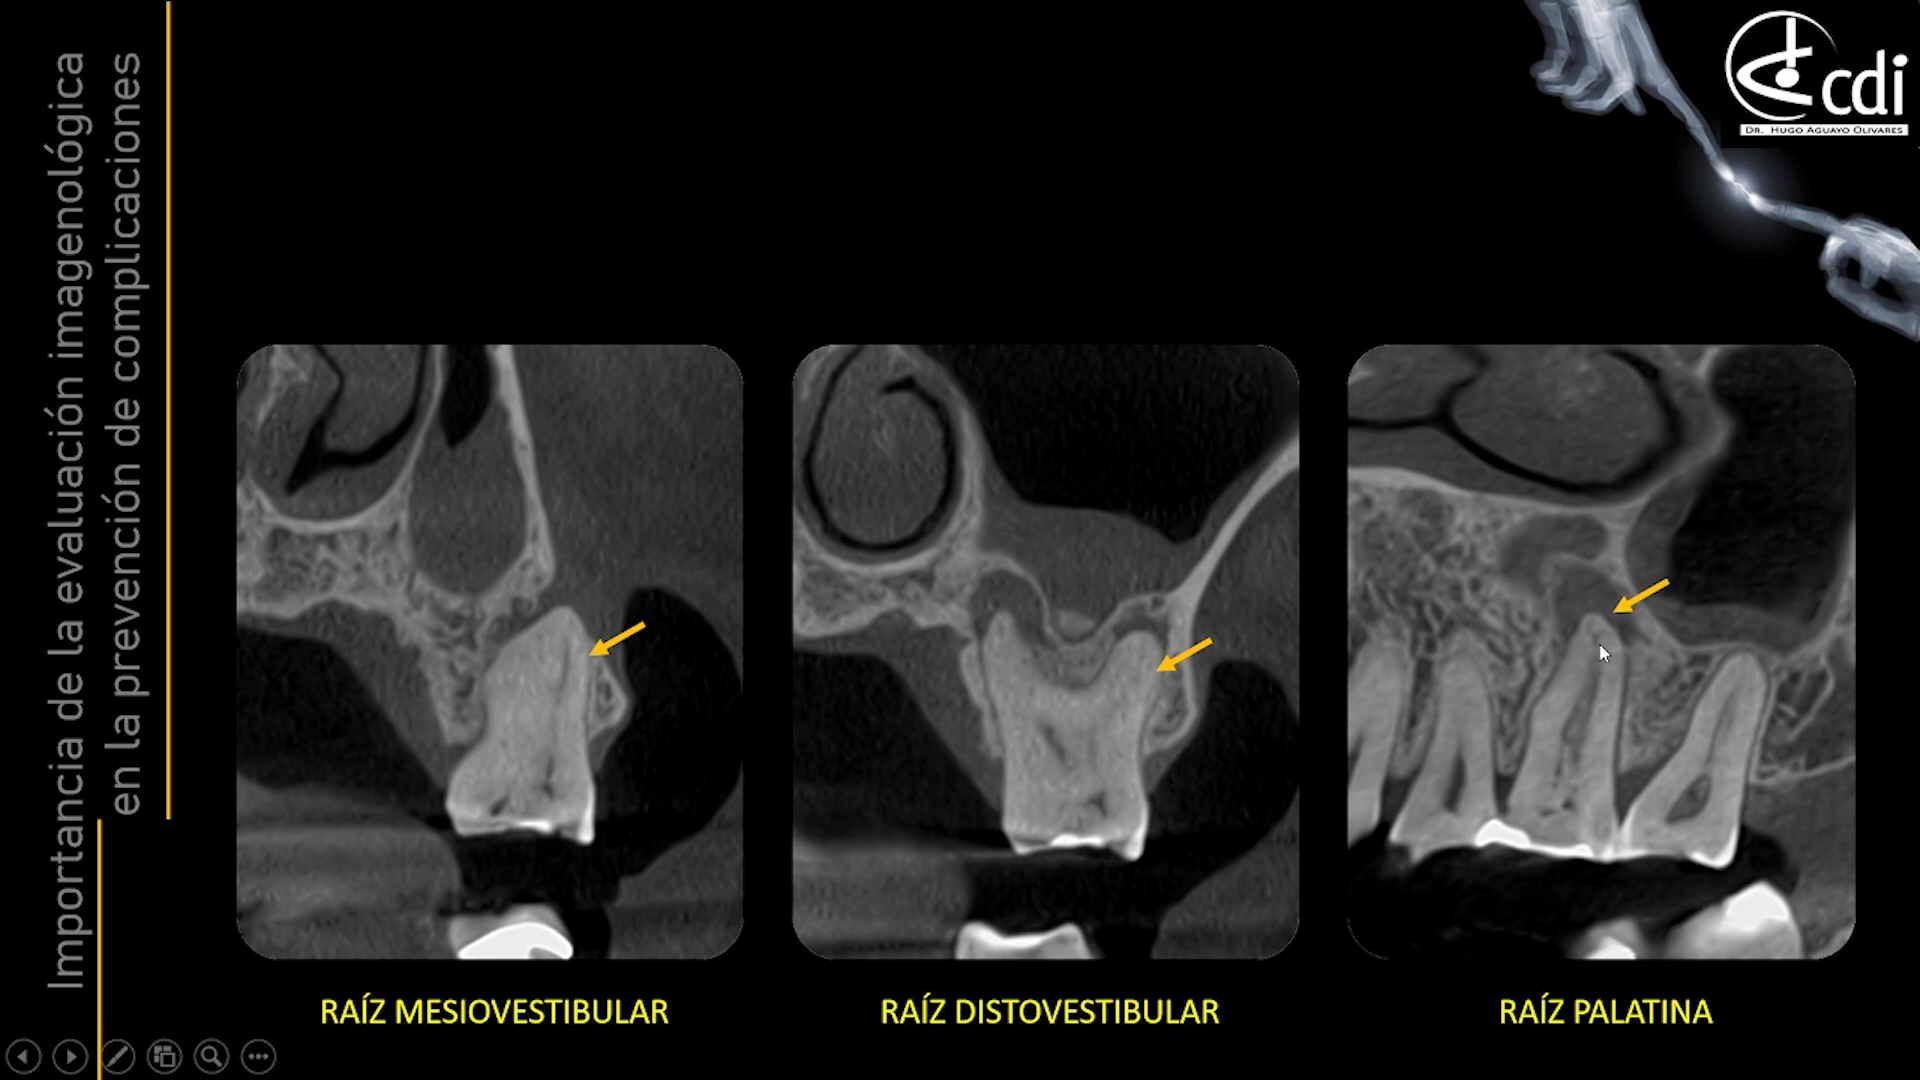 Importancia de la evaluación imagenológica
en la prevención de complicaciones
cdi
DR. HUGO AGUAYO OLIVARES
RAÍZ MESIOVESTIBULAR
RAÍZ DISTOVESTIBULAR
RAÍZ PALATINA